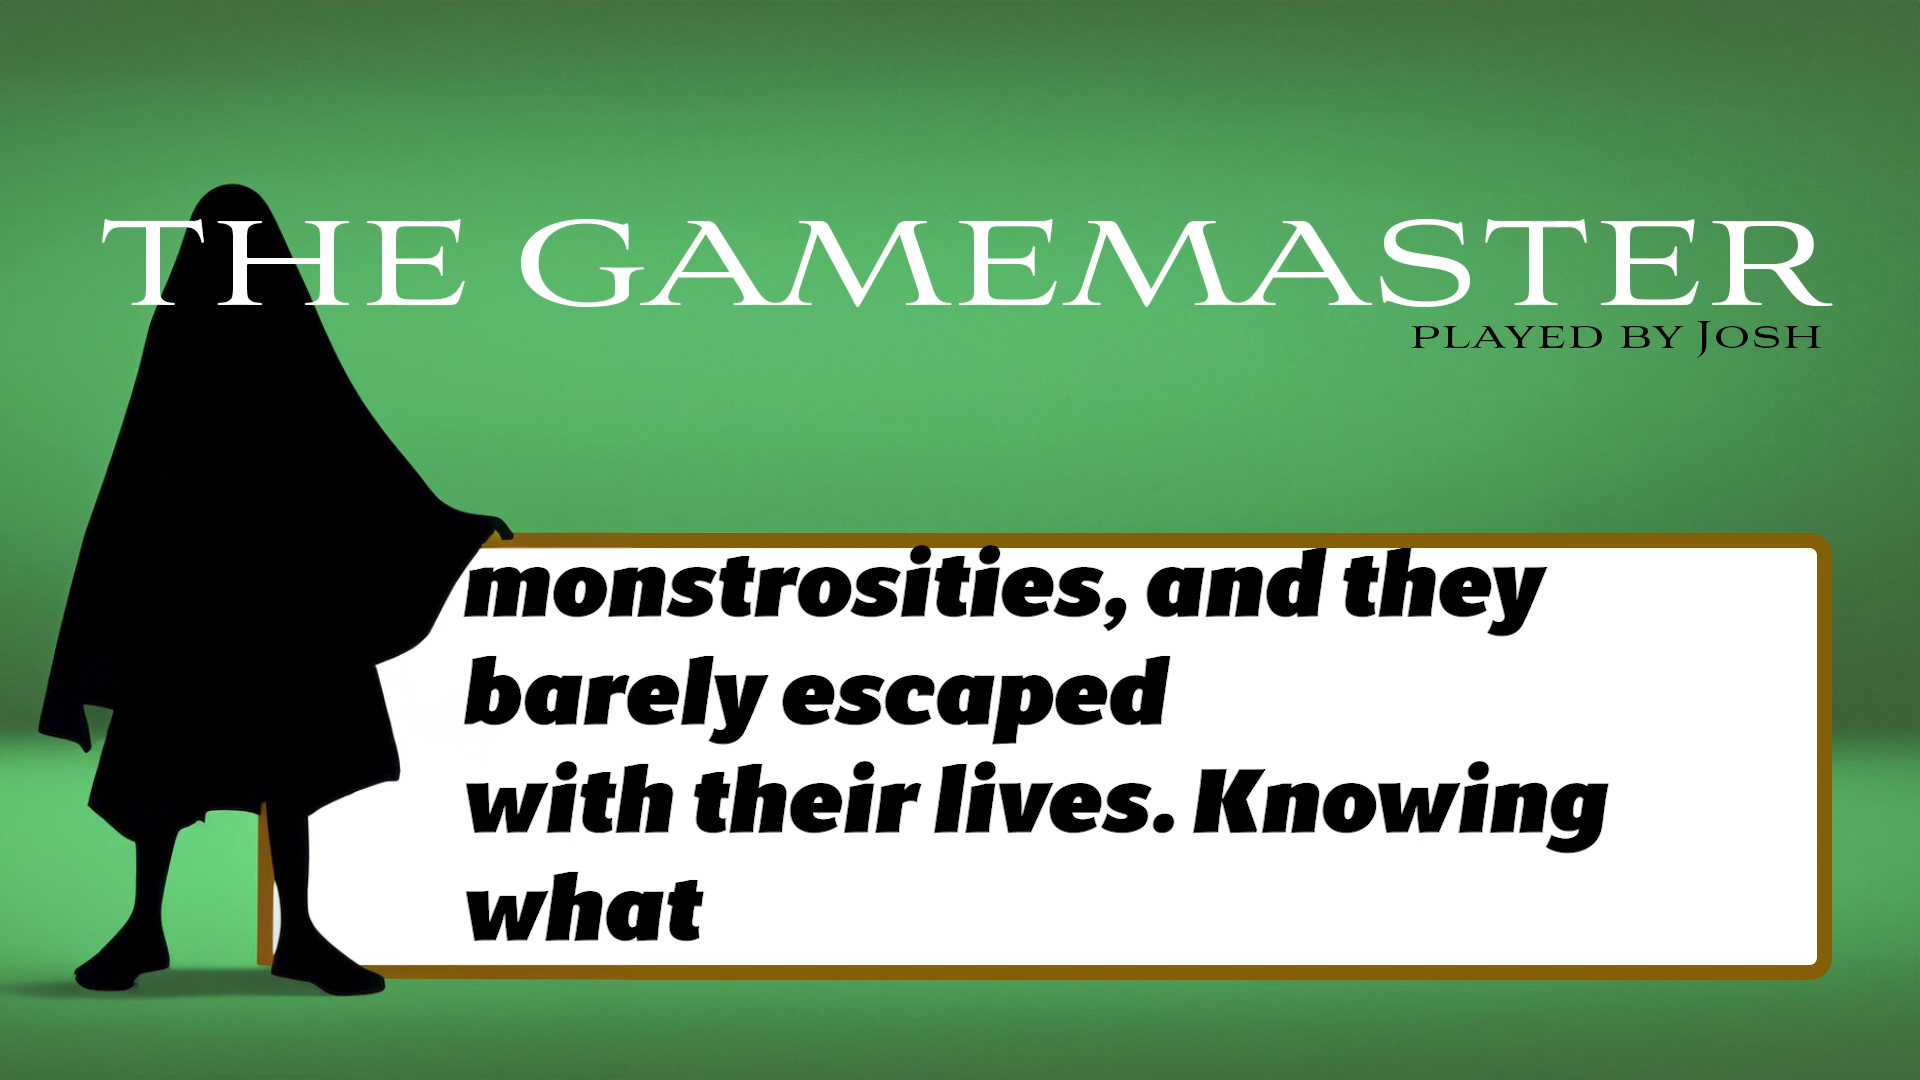 THE GAMEMASTER
PLAYED BY JOSH
monstrosities, and they
barely escaped
with their lives. Knowing
what